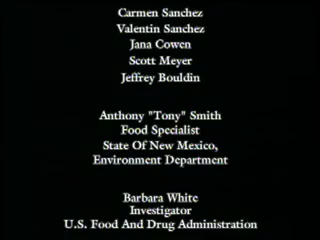 Carmen Sanchez
Valentin Sanchez
Jana Cowen
Scott Meyer
Jeffrey Bouldin
Anthony "Tony" Smith
Food Specialist
State Of New Mexico,
Environment Department
Barbara White
Investigator
U.S. Food And Drug Administration